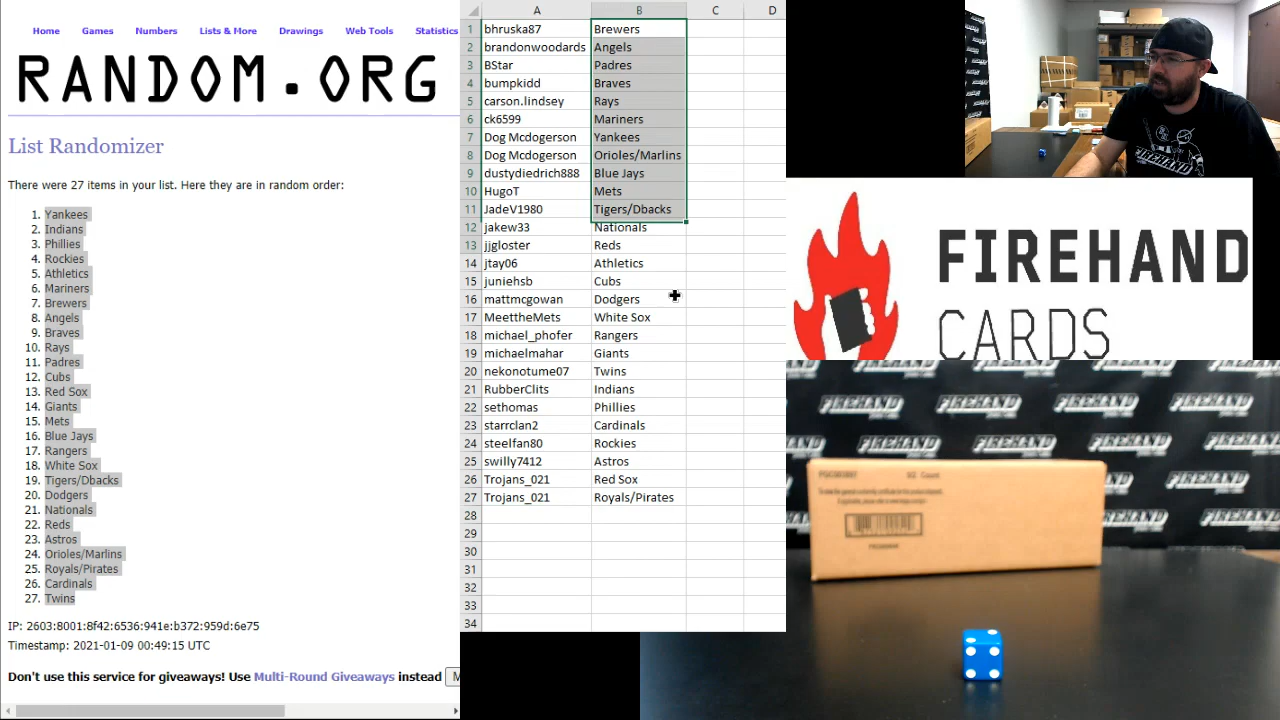 Home Games Numbers Lists & More Drawings Web Tools Statistics
RANDOM.ORG
List Randomizer
There were 27 items in your list. Here they are in random order:
1. Yankees
2. Indians
3. Phillies
4. Rockies
5. Athletics
6. Mariners
7. Brewers
8. Angels
9. Braves
10. Rays
11. Padres
12. Cubs
13. Red Sox
14. Giants
15. Mets
16. Blue Jays
17. Rangers
18. White Sox
19. Tigers/Dbacks
20. Dodgers
21. Nationals
22. Reds
23. Astros
24. Orioles/Marlins
25. Royals/Pirates
26. Cardinals
27. Twins
IP: 2603:8001:8f42:6536:941e:b372:959d:6e75
Timestamp: 2021-01-09 00:49:15 UTC
Don't use this service for giveaways! Use Multi-Round Giveaways instead
A B C D
1 bhruska87 Brewers
2 brandonwoodards Angels
3 BStar Padres
4 bumpkidd Braves
5 carson.lindsey Rays
6 ck6599 Mariners
7 Dog Mcdogerson Yankees
8 Dog Mcdogerson Orioles/Marlins
9 dustydiedrich888 Blue Jays
10 HugoT Mets
11 JadeV1980 Tigers/Dbacks
12 jakew33 Nationals
13 jjgloster Reds
14 jtay06 Athletics
15 juniehsb Cubs
16 mattmcgowan Dodgers
17 MeettheMets White Sox
18 michael_phofer Rangers
19 michaelmahar Giants
20 nekonotume07 Twins
21 RubberClits Indians
22 sethomas Phillies
23 starrclan2 Cardinals
24 steelfan80 Rockies
25 swilly7412 Astros
26 Trojans_021 Red Sox
27 Trojans_021 Royals/Pirates
28
29
30
31
32
33
34
FIREHAND
FIREHAND
CARDS
FIREHAND FIREHAND FIREHAND
FIREHAND FIREHAND FIREHAND